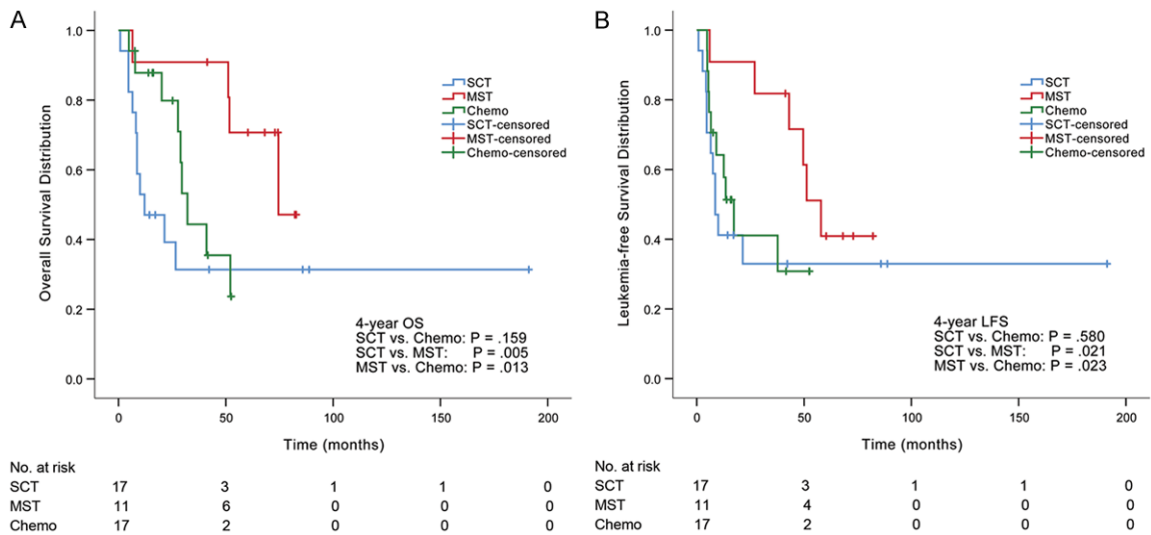 A
Overall Survival Distribution
1.0
0.8
0.6
0.4
0.2
0.0
SCT
MST
Chemo
SCT-censored
MST-censored
Chemo-censored
4-year OS
SCT vs. Chemo: P = .159
SCT vs. MST: P = .005
MST vs. Chemo: P = .013
0 50 100 150 200
Time (months)
No. at risk
SCT 17 3 1 1 0
MST 11 6 0 0 0
Chemo 17 2 0 0 0
B
Leukemia-free Survival Distribution
1.0
0.8
0.6
0.4
0.2
0.0
SCT
MST
Chemo
SCT-censored
MST-censored
Chemo-censored
4-year LFS
SCT vs. Chemo: P = .580
SCT vs. MST: P = .021
MST vs. Chemo: P = .023
0 50 100 150 200
Time (months)
No. at risk
SCT 17 3 1 1 0
MST 11 4 0 0 0
Chemo 17 2 0 0 0